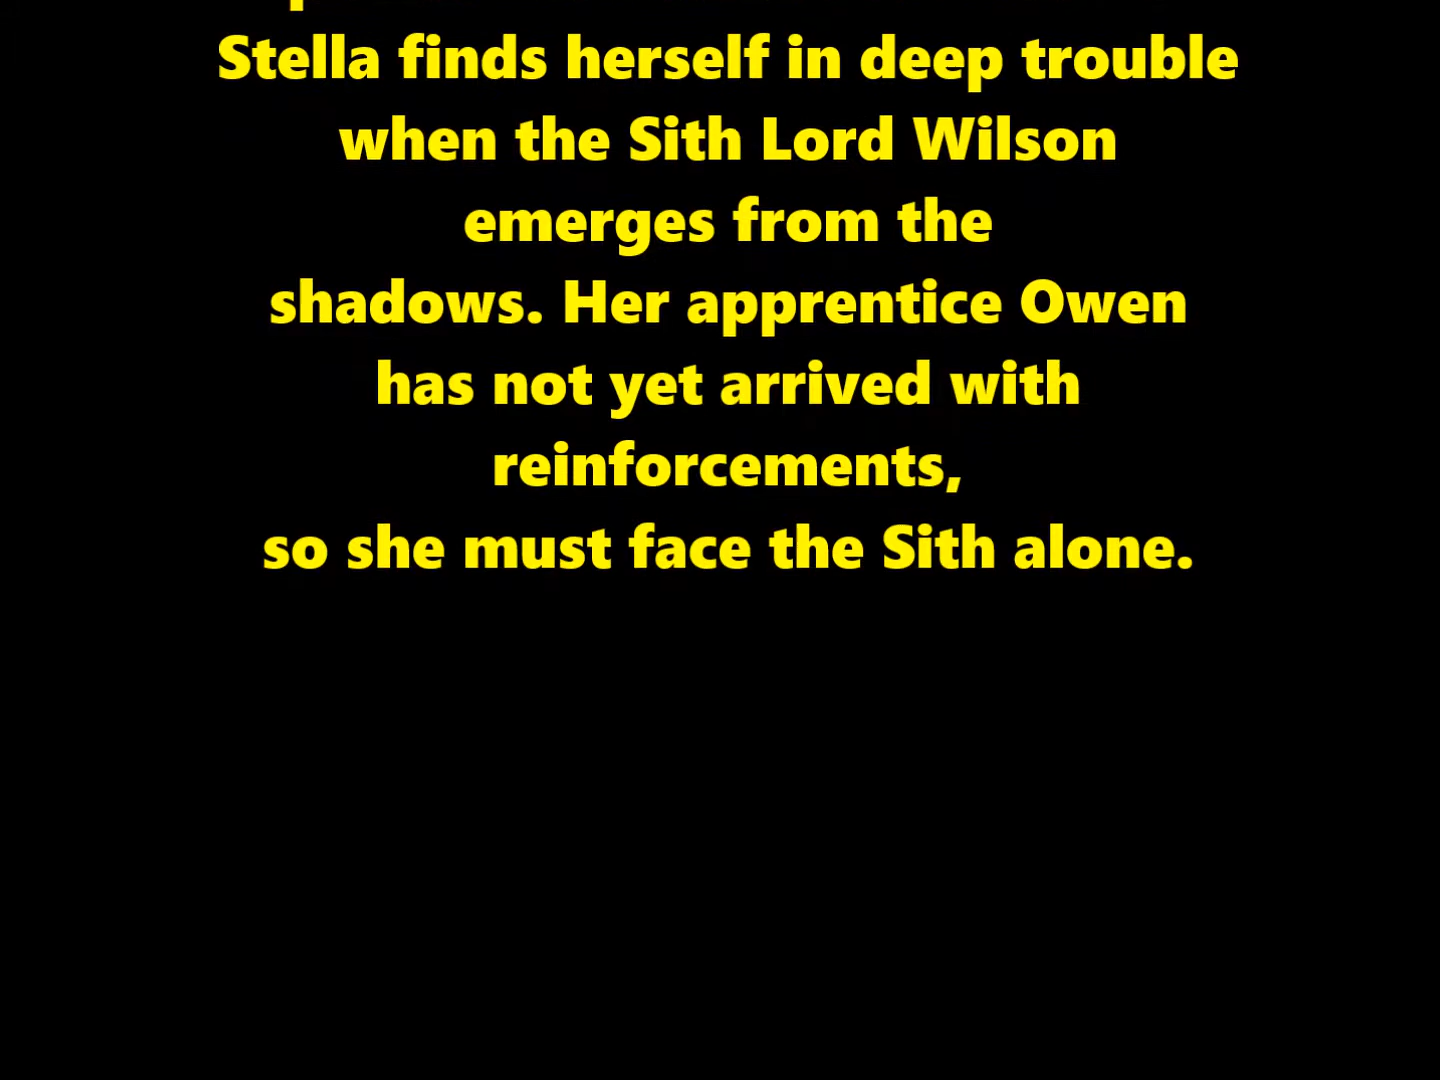 Stella finds herself in deep trouble
when the Sith Lord Wilson
emerges from the
shadows. Her apprentice Owen
has not yet arrived with
reinforcements,
so she must face the Sith alone.